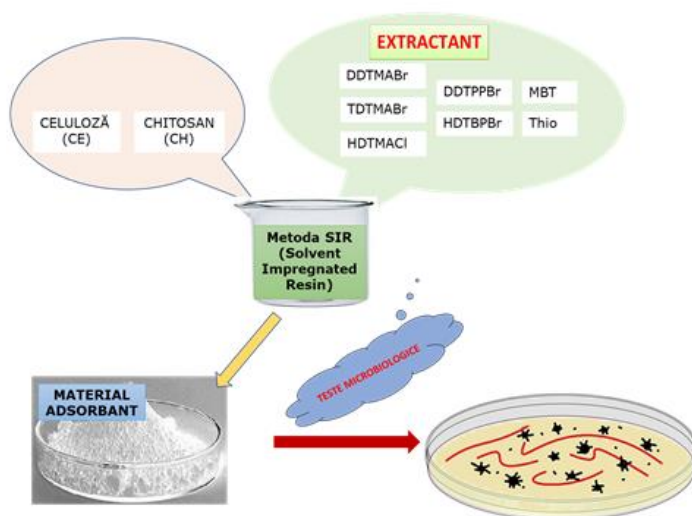 EXTRACTANT
CELULOZĂ
(CE)
CHITOSAN
(CH)
DDTMABr
TDTMABr
HDTMACl
DDTPPBr
HDTBPBr
MBT
Thio
Metoda SIR
(Solvent
Impregnated
Resin)
TESTE MICROBIOLOGICE
MATERIAL
ADSORBANT